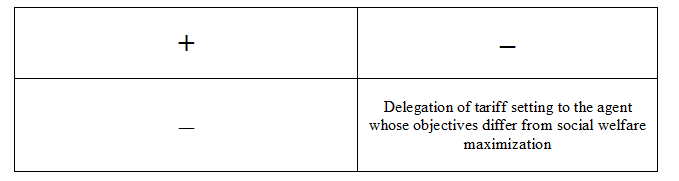 +
–
—
Delegation of tariff setting to the agent
whose objectives differ from social welfare
maximization